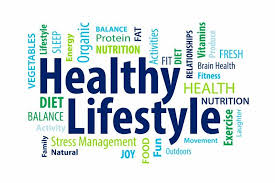 VEGETABLES
Lifestyle
SLEEP
Energy
Organic
BALANCE
Protein
NUTRITION
FAT
Activities
FIT
DIET
RELATIONSHIPS
Vitamins
Produce
FRESH
Brain Health
Fitness
Healthy
HEALTH
DIET
BALANCE
Activity
Lifestyle
NUTRITION
Family
Stress Management
Natural
JOY
FOOD
Fun
Movement
Outdoors
Exercise
Laughter